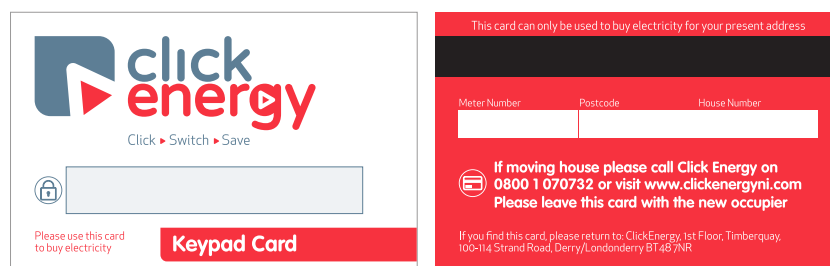 click
energy
Click ▸ Switch ▸ Save
Please use this card
to buy electricity
Keypad Card
This card can only be used to buy electricity for your present address
Meter Number Postcode House Number
If moving house please call Click Energy on
0800 1 070732 or visit www.clickenergyni.com
Please leave this card with the new occupier
If you find this card, please return to: ClickEnergy, 1st Floor, Timberquay,
100-114 Strand Road, Derry/Londonderry BT48 7NR